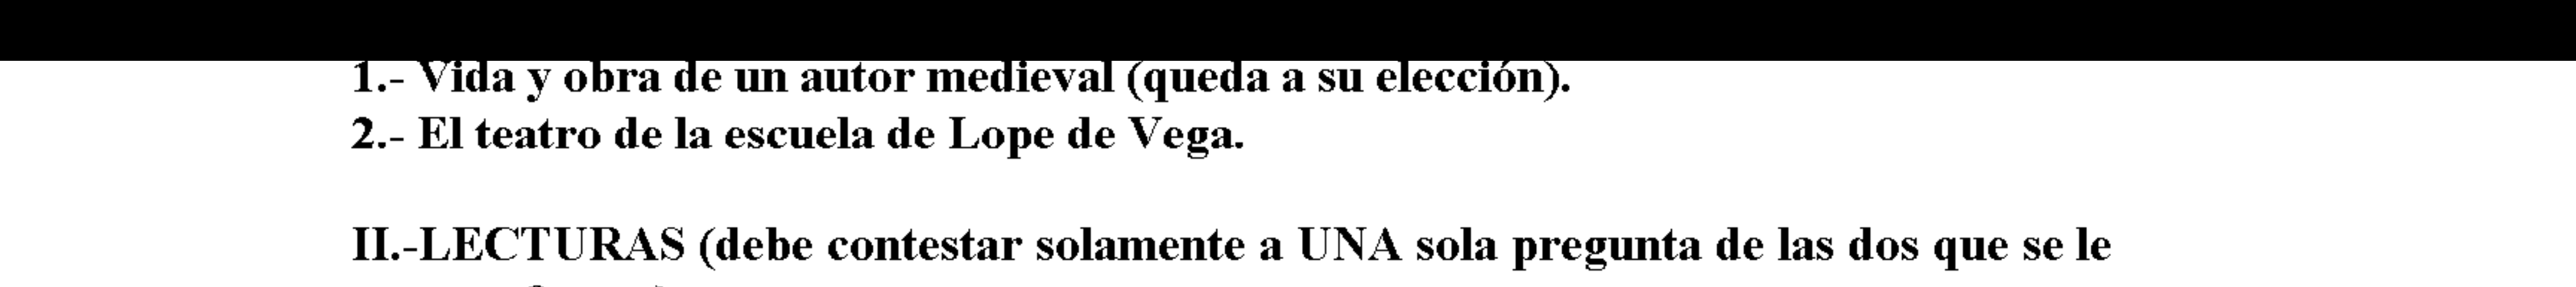 1.- Vida y obra de un autor medieval (queda a su elección).
2.- El teatro de la escuela de Lope de Vega.
II.-LECTURAS (debe contestar solamente a UNA sola pregunta de las dos que se le